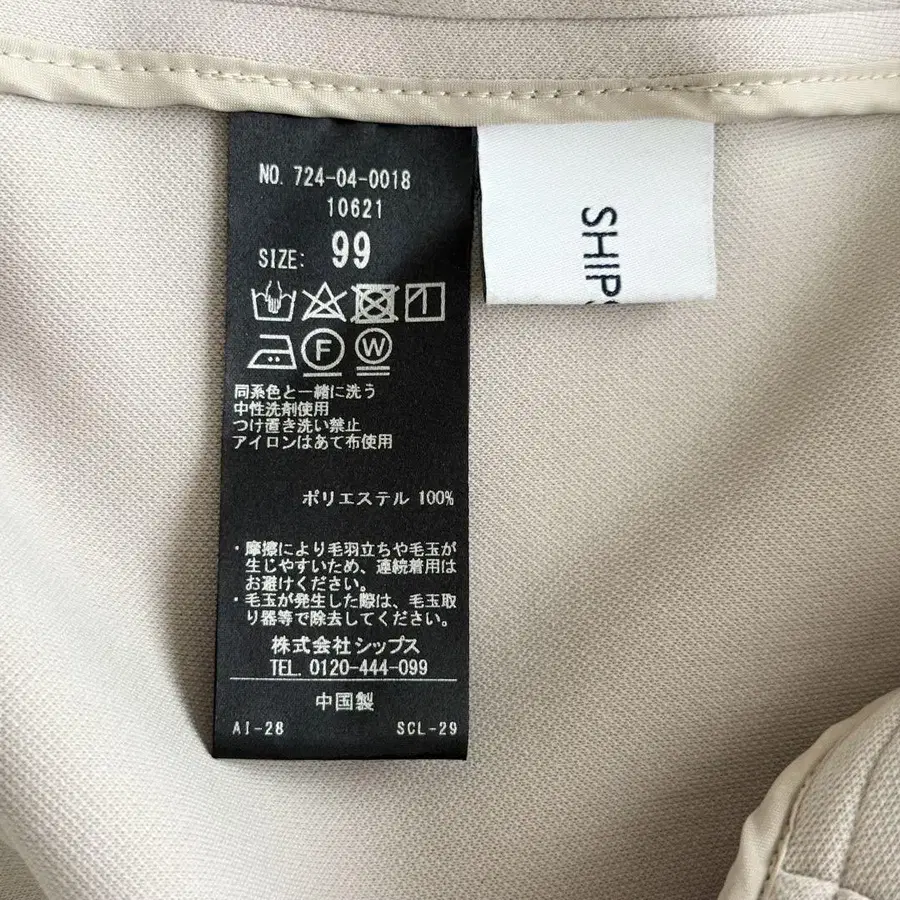 NO. 724-04-0018
10621
SIZE: 99
F W
同系色と一緒に洗う
中性洗剤使用
つけ置き洗い禁止
アイロンはあて布使用
ポリエステル 100%
・摩擦により毛羽立ちや毛玉が
生じやすいため、連続着用は
お避けください。
・毛玉が発生した際は、毛玉取
り器等で除去してください。
株式会社シップス
TEL. 0120-444-099
中国製
AI-28 SCL-29
SHIPS